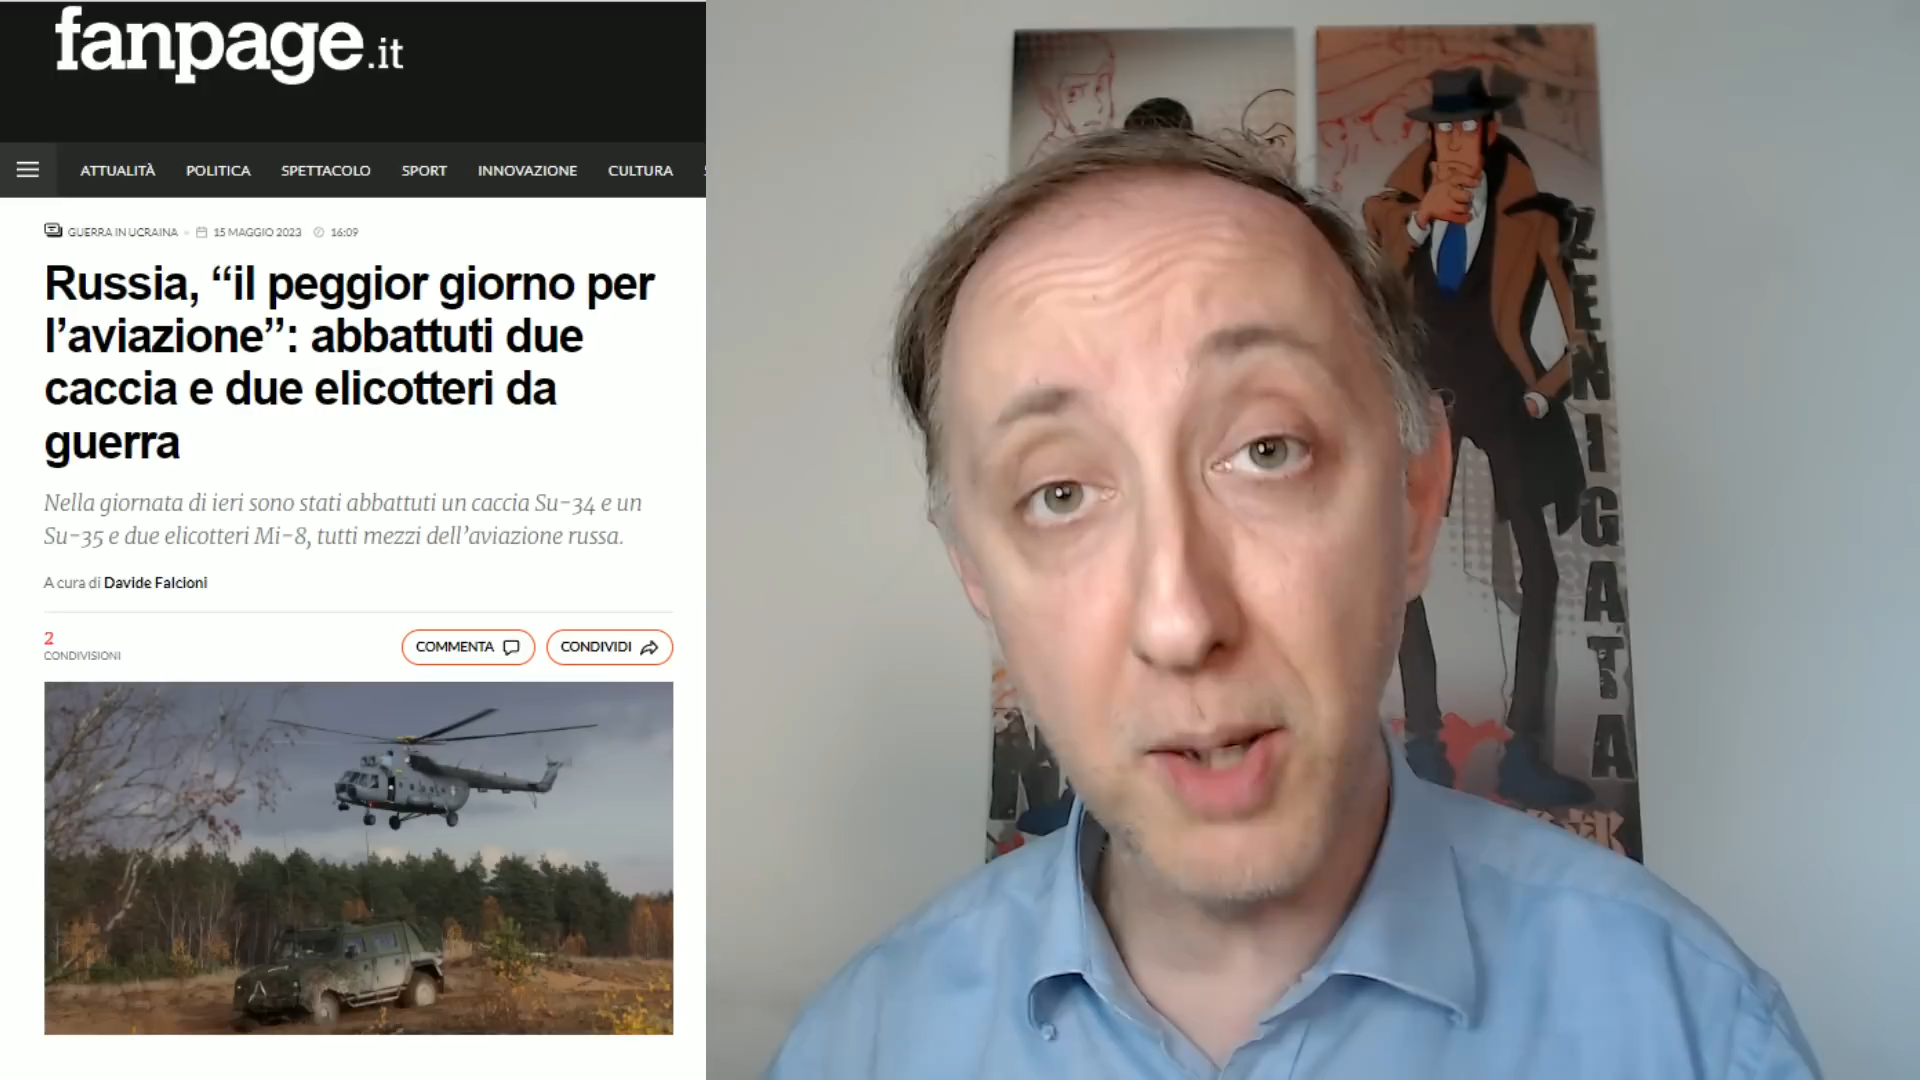 fanpage.it
ATTUALITÀ POLITICA SPETTACOLO SPORT INNOVAZIONE CULTURA
GUERRA IN UCRAINA 15 MAGGIO 2023 16:09
Russia, “il peggior giorno per
l’aviazione”: abbattuti due
caccia e due elicotteri da
guerra
Nella giornata di ieri sono stati abbattuti un caccia Su-34 e un
Su-35 e due elicotteri Mi-8, tutti mezzi dell’aviazione russa.
A cura di Davide Falcioni
2
CONDIVISIONI
COMMENTA
CONDIVIDI
ZENIGATA